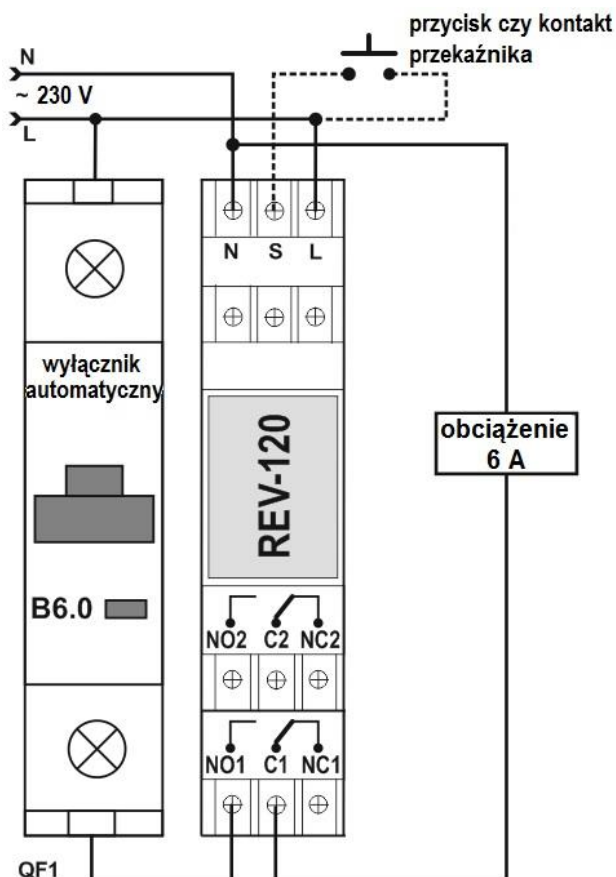 przycisk czy kontakt
przekaźnika
N
~ 230 V
L
N S L
wyłącznik
automatyczny
REV-120
obciążenie
6 A
B6.0
NO2 C2 NC2
NO1 C1 NC1
QF1